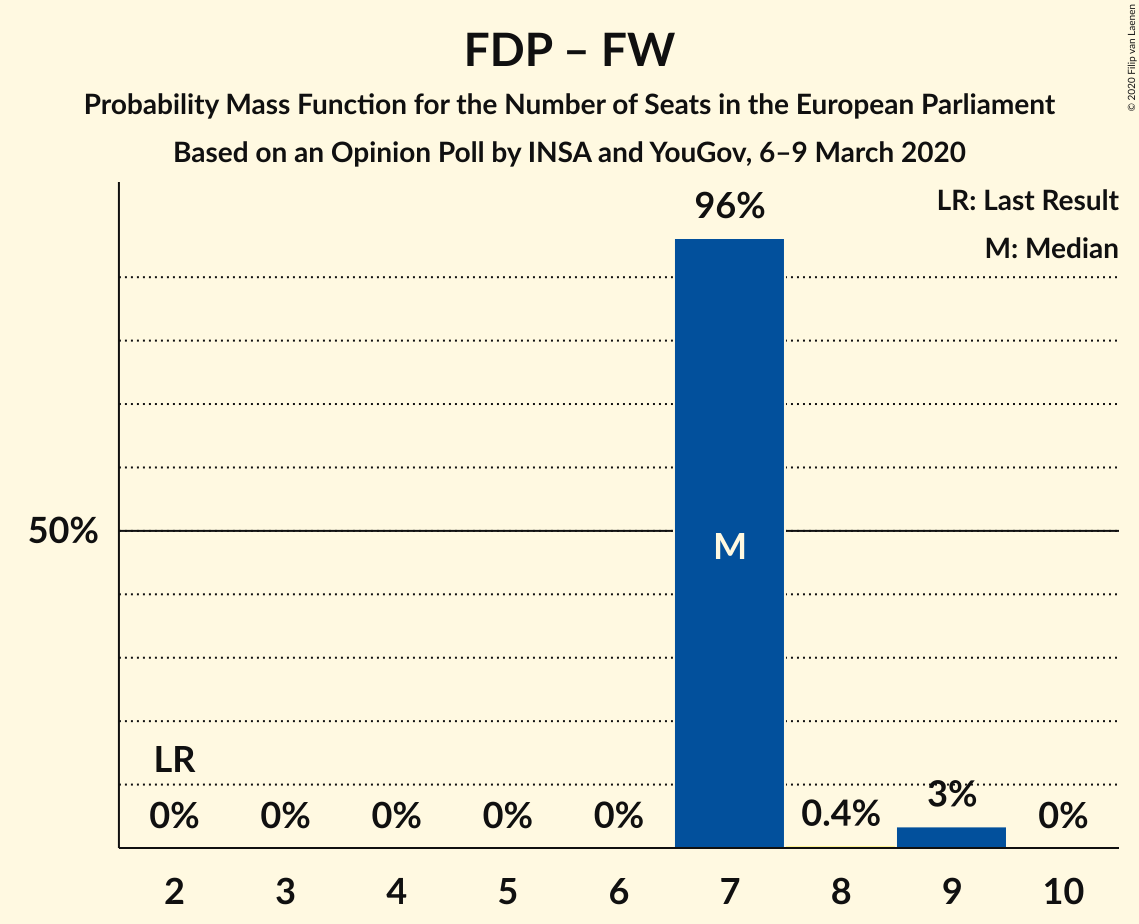 FDP – FW
Probability Mass Function for the Number of Seats in the European Parliament
Based on an Opinion Poll by INSA and YouGov, 6–9 March 2020
© 2020 Filip van Laenen
LR: Last Result
M: Median
96%
50%
M
LR
0% 0% 0% 0% 0% 0.4% 3% 0%
2 3 4 5 6 7 8 9 10